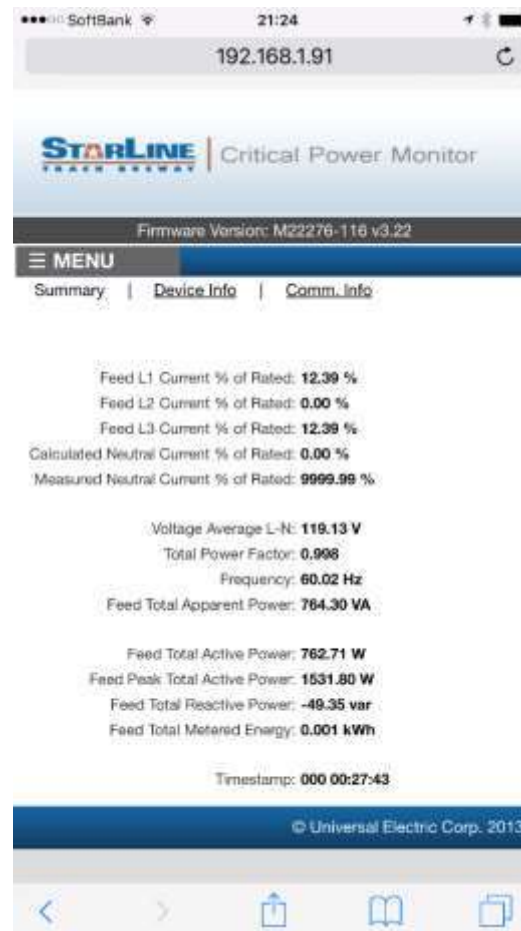 SoftBank 21:24
192.168.1.91
STARLINE | Critical Power Monitor
TRACK BUSWAY
Firmware Version: M22276-116 v3.22
☰ MENU
Summary | Device Info | Comm. Info
Feed L1 Current % of Rated: 12.39 %
Feed L2 Current % of Rated: 0.00 %
Feed L3 Current % of Rated: 12.39 %
Calculated Neutral Current % of Rated: 0.00 %
Measured Neutral Current % of Rated: 9999.99 %
Voltage Average L-N: 119.13 V
Total Power Factor: 0.998
Frequency: 60.02 Hz
Feed Total Apparent Power: 764.30 VA
Feed Total Active Power: 762.71 W
Feed Peak Total Active Power: 1531.80 W
Feed Total Reactive Power: -49.35 var
Feed Total Metered Energy: 0.001 kWh
Timestamp: 000 00:27:43
© Universal Electric Corp. 2013